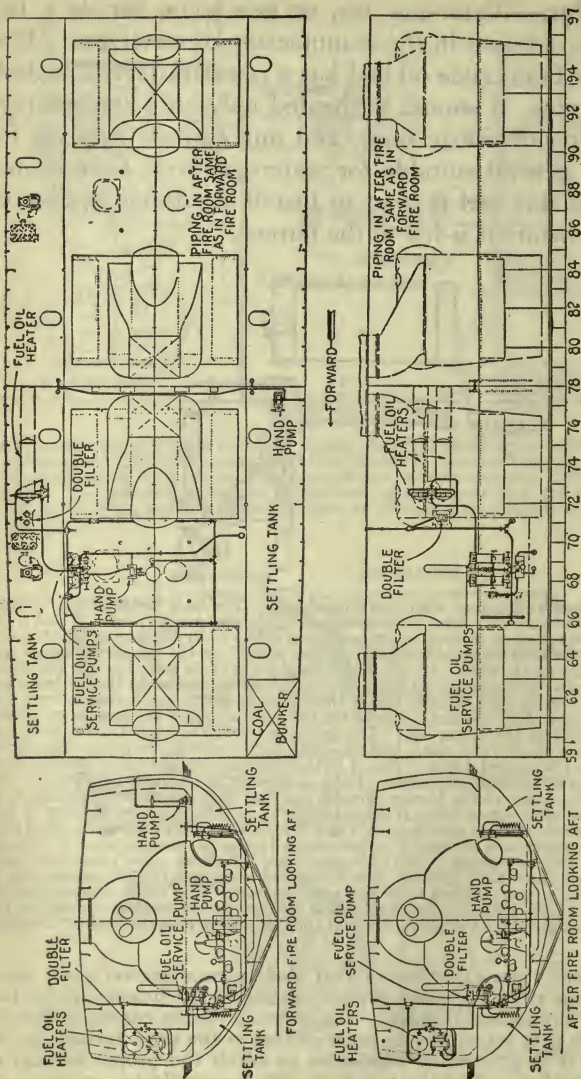 SETTLING TANK
FUEL OIL
SERVICE PUMPS
HAND
PUMP
DOUBLE
FILTER
FUEL OIL
HEATER
PIPING IN AFTER
FIRE ROOM SAME
AS IN FORWARD
FIRE ROOM
COAL
BUNKER
SETTLING TANK
HAND
PUMP
FORWARD
FUEL OIL
SERVICE PUMPS
DOUBLE
FILTER
FUEL OIL
HEATERS
PIPING IN AFTER FIRE
ROOM SAME AS IN
FORWARD
FIRE ROOM
59 62 64 68 70 72 76 78 80 84 88 92 94 97
FUEL OIL
HEATERS
DOUBLE
FILTER
FUEL OIL
SERVICE PUMP
HAND
PUMP
HAND
PUMP
SETTLING
TANK
SETTLING
TANK
FORWARD FIRE ROOM LOOKING AFT
FUEL OIL
HEATERS
FUEL OIL
SERVICE PUMP
DOUBLE
FILTER
HAND
PUMP
SETTLING
TANK
SETTLING
TANK
AFTER FIRE ROOM LOOKING AFT